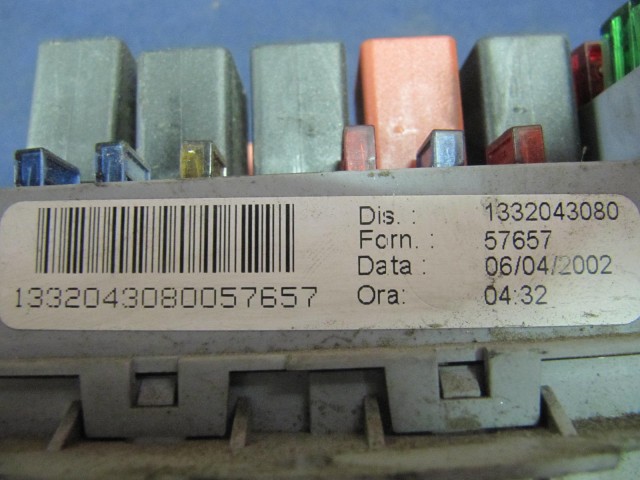 Dis. : 1332043080
Forn. : 57657
Data : 06/04/2002
Ora: 04:32
1332043080057657